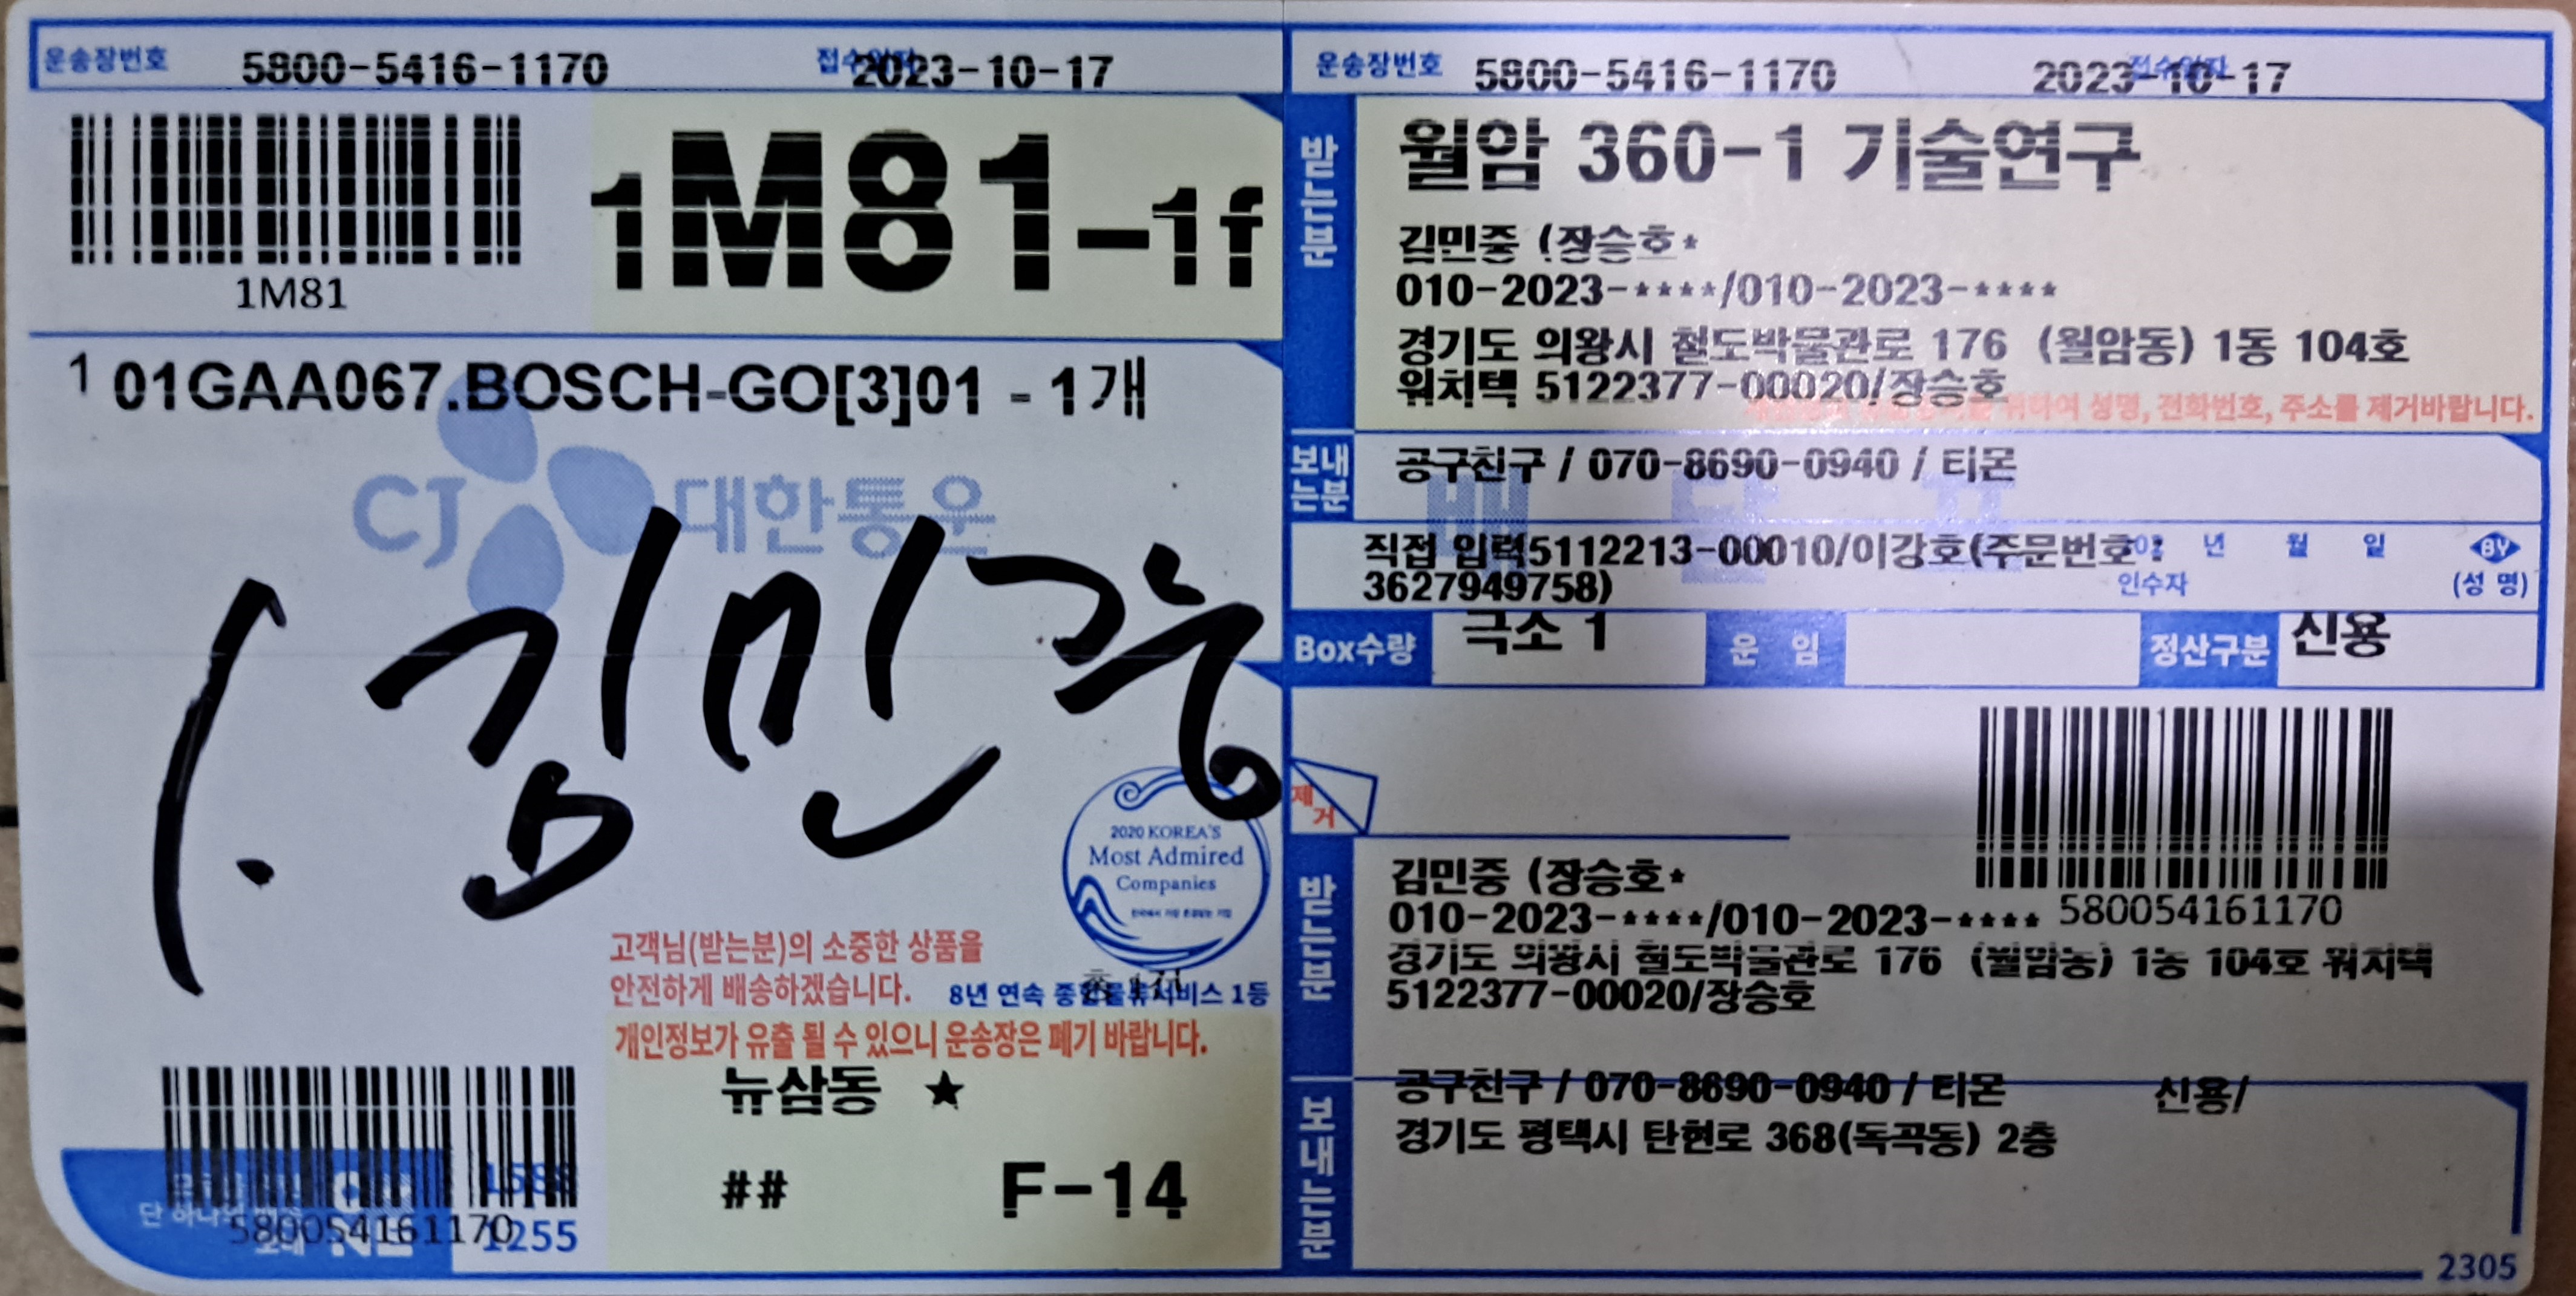 운송장번호 5800-5416-1170 접수일자 2023-10-17
1M81
1M81-1f
1 01GAA067.BOSCH-GO[3]01 - 1개
CJ 대한통운
1. 김민중
2020 KOREA'S
Most Admired
Companies
고객님(받는분)의 소중한 상품을
안전하게 배송하겠습니다.
8년 연속 종합물류서비스 1등
개인정보가 유출 될 수 있으니 운송장은 폐기 바랍니다.
뉴삼동 ★
## F-14
580054161170
1255
운송장번호 5800-5416-1170 접수일자 2023-10-17
받는분
월암 360-1 기술연구
김민중 (장승호*
010-2023-****/010-2023-****
경기도 의왕시 철도박물관로 176 (월암동) 1동 104호
워치텍 5122377-00020/장승호
위하여 성명, 전화번호, 주소를 제거바랍니다.
보내는분
공구친구 / 070-8690-0940 / 티몬
배달표
직접 입력5112213-00010/이강호(주문번호:
3627949758)
년 월 일
인수자 (성 명)
Box수량 극소 1 운 임 정산구분 신용
제거
580054161170
받는분
김민중 (장승호*
010-2023-****/010-2023-****
경기도 의왕시 철도박물관로 176 (월암동) 1동 104호 워치텍
5122377-00020/장승호
보내는분
공구친구 / 070-8690-0940 / 티몬 신용/
경기도 평택시 탄현로 368(독곡동) 2층
2305